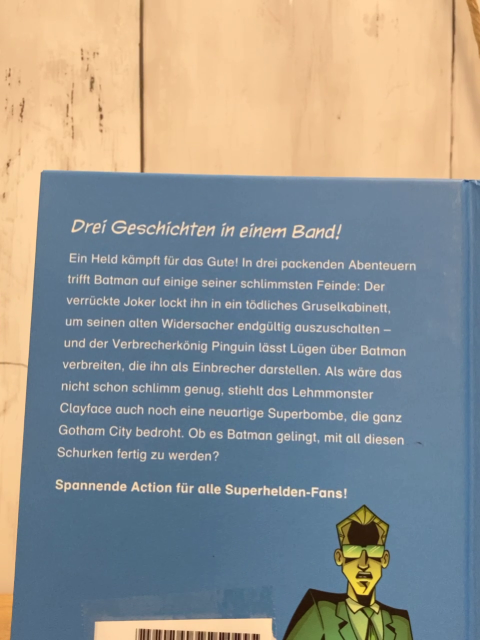 Drei Geschichten in einem Band!
Ein Held kämpft für das Gute! In drei packenden Abenteuern
trifft Batman auf einige seiner schlimmsten Feinde: Der
verrückte Joker lockt ihn in ein tödliches Gruselkabinett,
um seinen alten Widersacher endgültig auszuschalten –
und der Verbrecherkönig Pinguin lässt Lügen über Batman
verbreiten, die ihn als Einbrecher darstellen. Als wäre das
nicht schon schlimm genug, stiehlt das Lehmmonster
Clayface auch noch eine neuartige Superbombe, die ganz
Gotham City bedroht. Ob es Batman gelingt, mit all diesen
Schurken fertig zu werden?
Spannende Action für alle Superhelden-Fans!